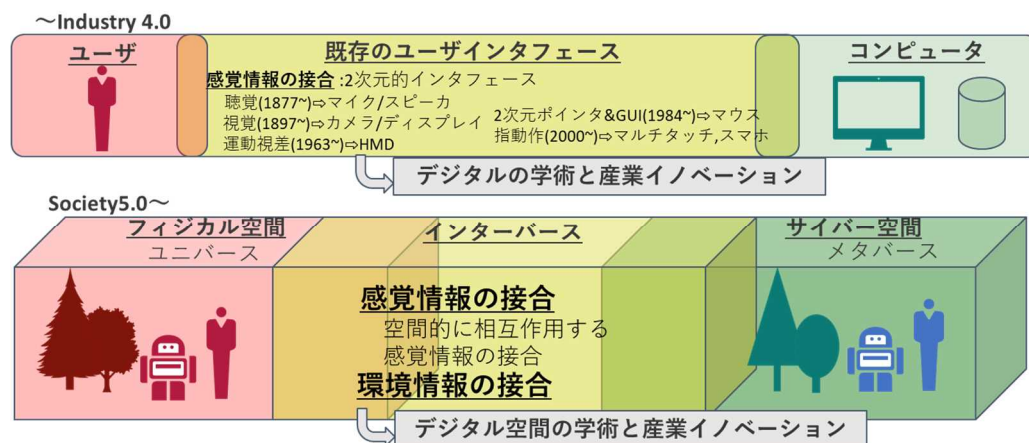 ～Industry 4.0
ユーザ
既存のユーザインタフェース
コンピュータ
感覚情報の接合 :2次元的インタフェース
聴覚(1877~)⇨マイク/スピーカ
視覚(1897~)⇨カメラ/ディスプレイ
運動視差(1963~)⇨HMD
2次元ポインタ&GUI(1984~)⇨マウス
指動作(2000~)⇨マルチタッチ,スマホ
デジタルの学術と産業イノベーション
Society5.0～
フィジカル空間
ユニバース
インターバース
サイバー空間
メタバース
感覚情報の接合
空間的に相互作用する
感覚情報の接合
環境情報の接合
デジタル空間の学術と産業イノベーション